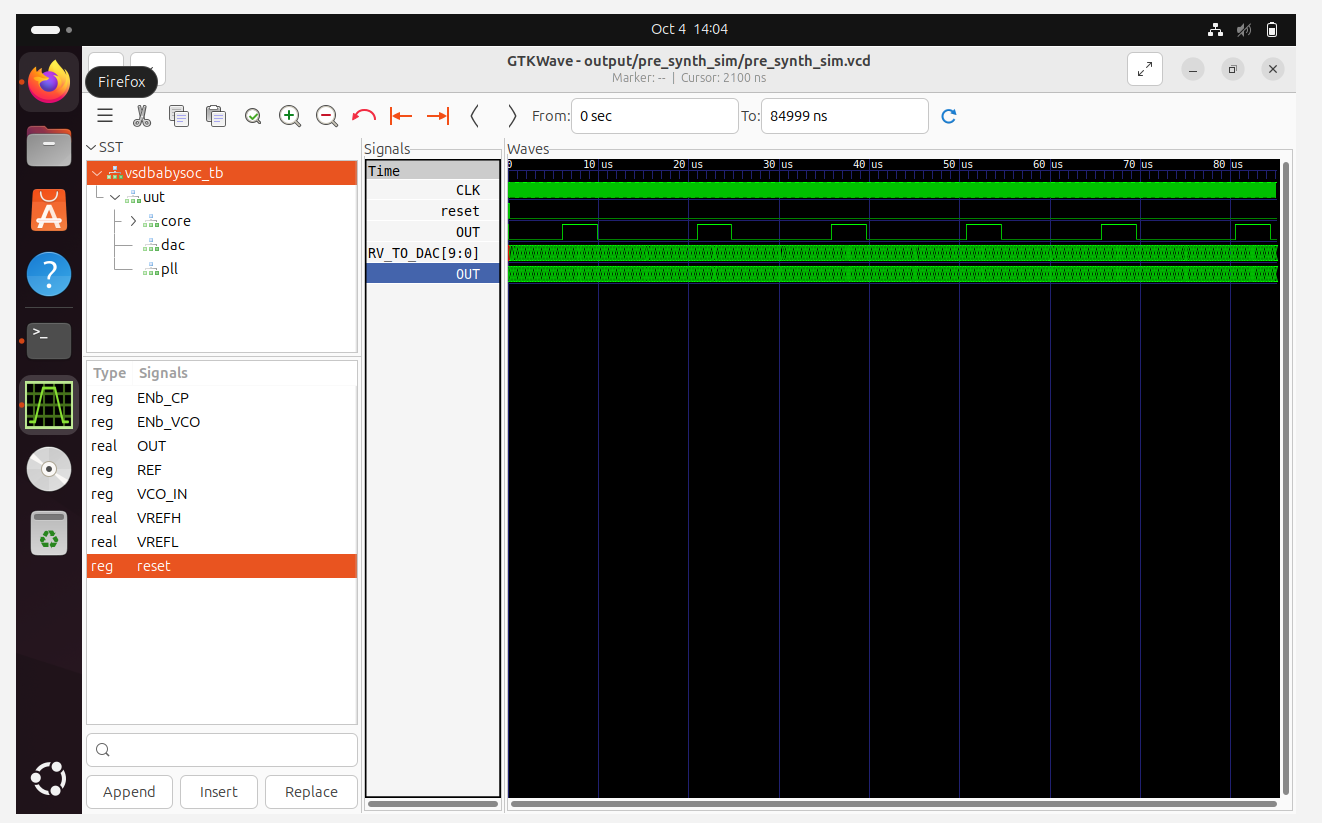 Oct 4 14:04
GTKWave - output/pre_synth_sim/pre_synth_sim.vcd
Marker: -- | Cursor: 2100 ns
Firefox
From: 0 sec To: 84999 ns
SST
Signals
Waves
vsdbabysoc_tb
uut
core
dac
pll
Time
0 10 us 20 us 30 us 40 us 50 us 60 us 70 us 80 us
CLK
reset
OUT
RV_TO_DAC[9:0]
OUT
Type Signals
reg ENb_CP
reg ENb_VCO
real OUT
reg REF
reg VCO_IN
real VREFH
real VREFL
reg reset
Append Insert Replace